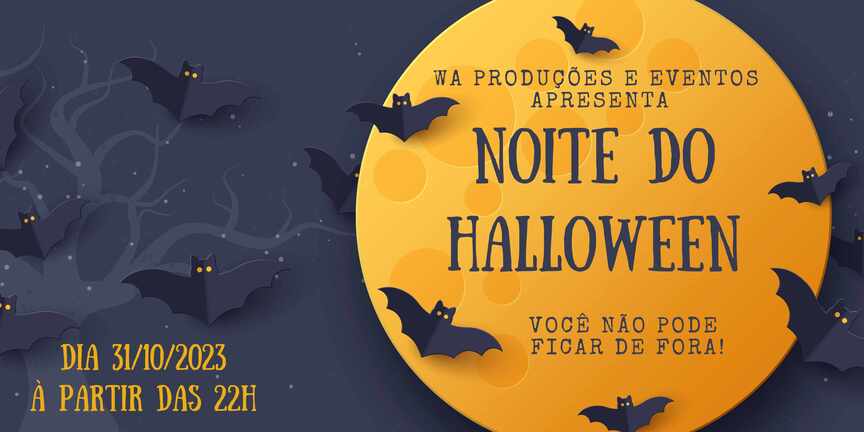 WA PRODUÇÕES E EVENTOS
APRESENTA
NOITE DO
HALLOWEEN
VOCÊ NÃO PODE
FICAR DE FORA!
DIA 31/10/2023
À PARTIR DAS 22H